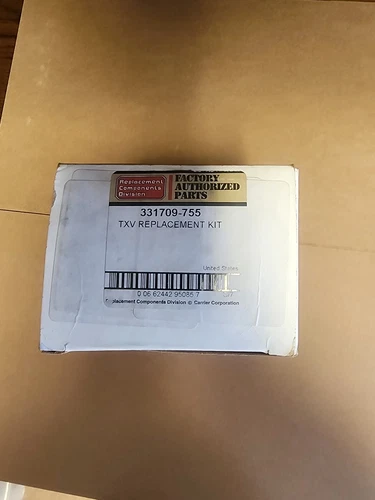 Replacement
Components
Division
FACTORY
AUTHORIZED
PARTS
331709-755
TXV REPLACEMENT KIT
United States
0 06 62442 95085 7
Replacement Components Division of Carrier Corporation